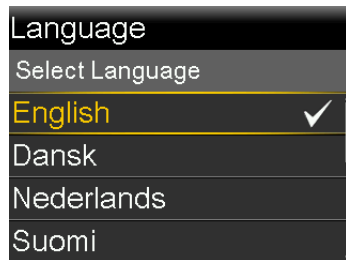 Language
Select Language
English
Dansk
Nederlands
Suomi